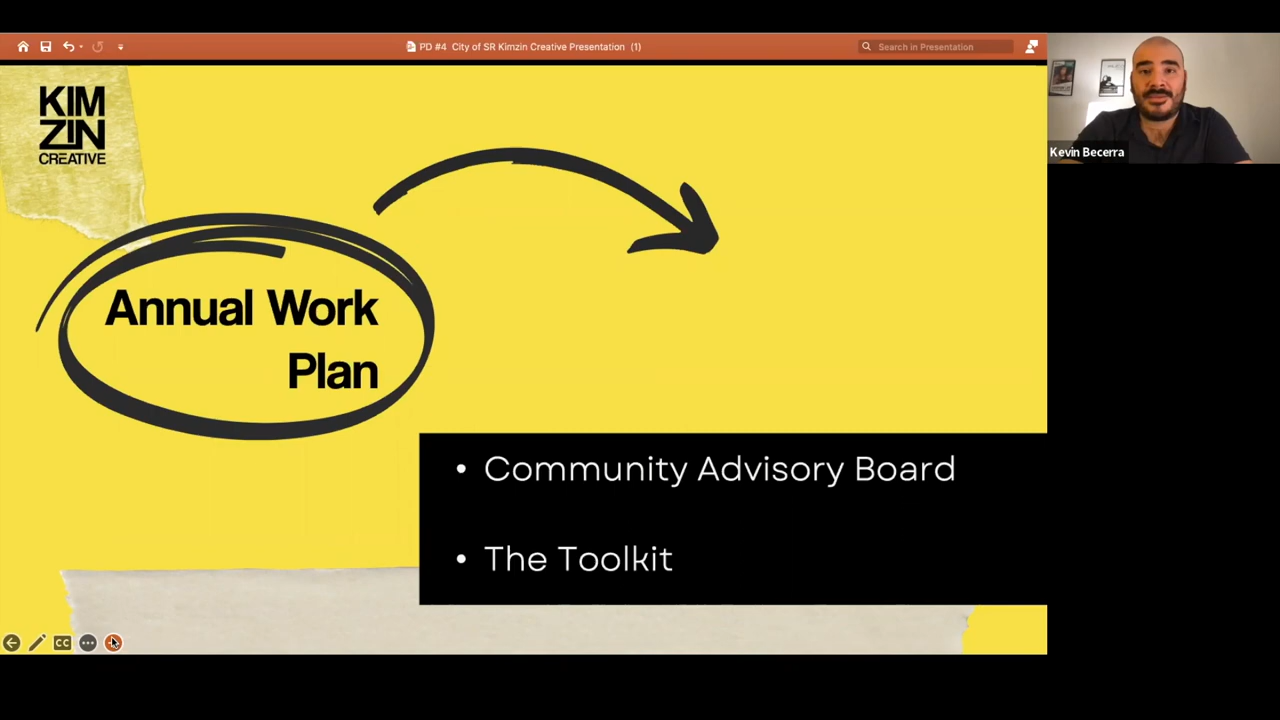 PD #4 City of SR Kimzin Creative Presentation (1)
Search in Presentation
KIM
ZIN
CREATIVE
Kevin Becerra
Annual Work
Plan
• Community Advisory Board
• The Toolkit
CC